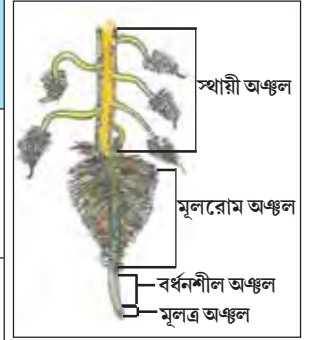 স্থায়ী অঞ্চল
মূলরোম অঞ্চল
বর্ধনশীল অঞ্চল
মূলত্র অঞ্চল